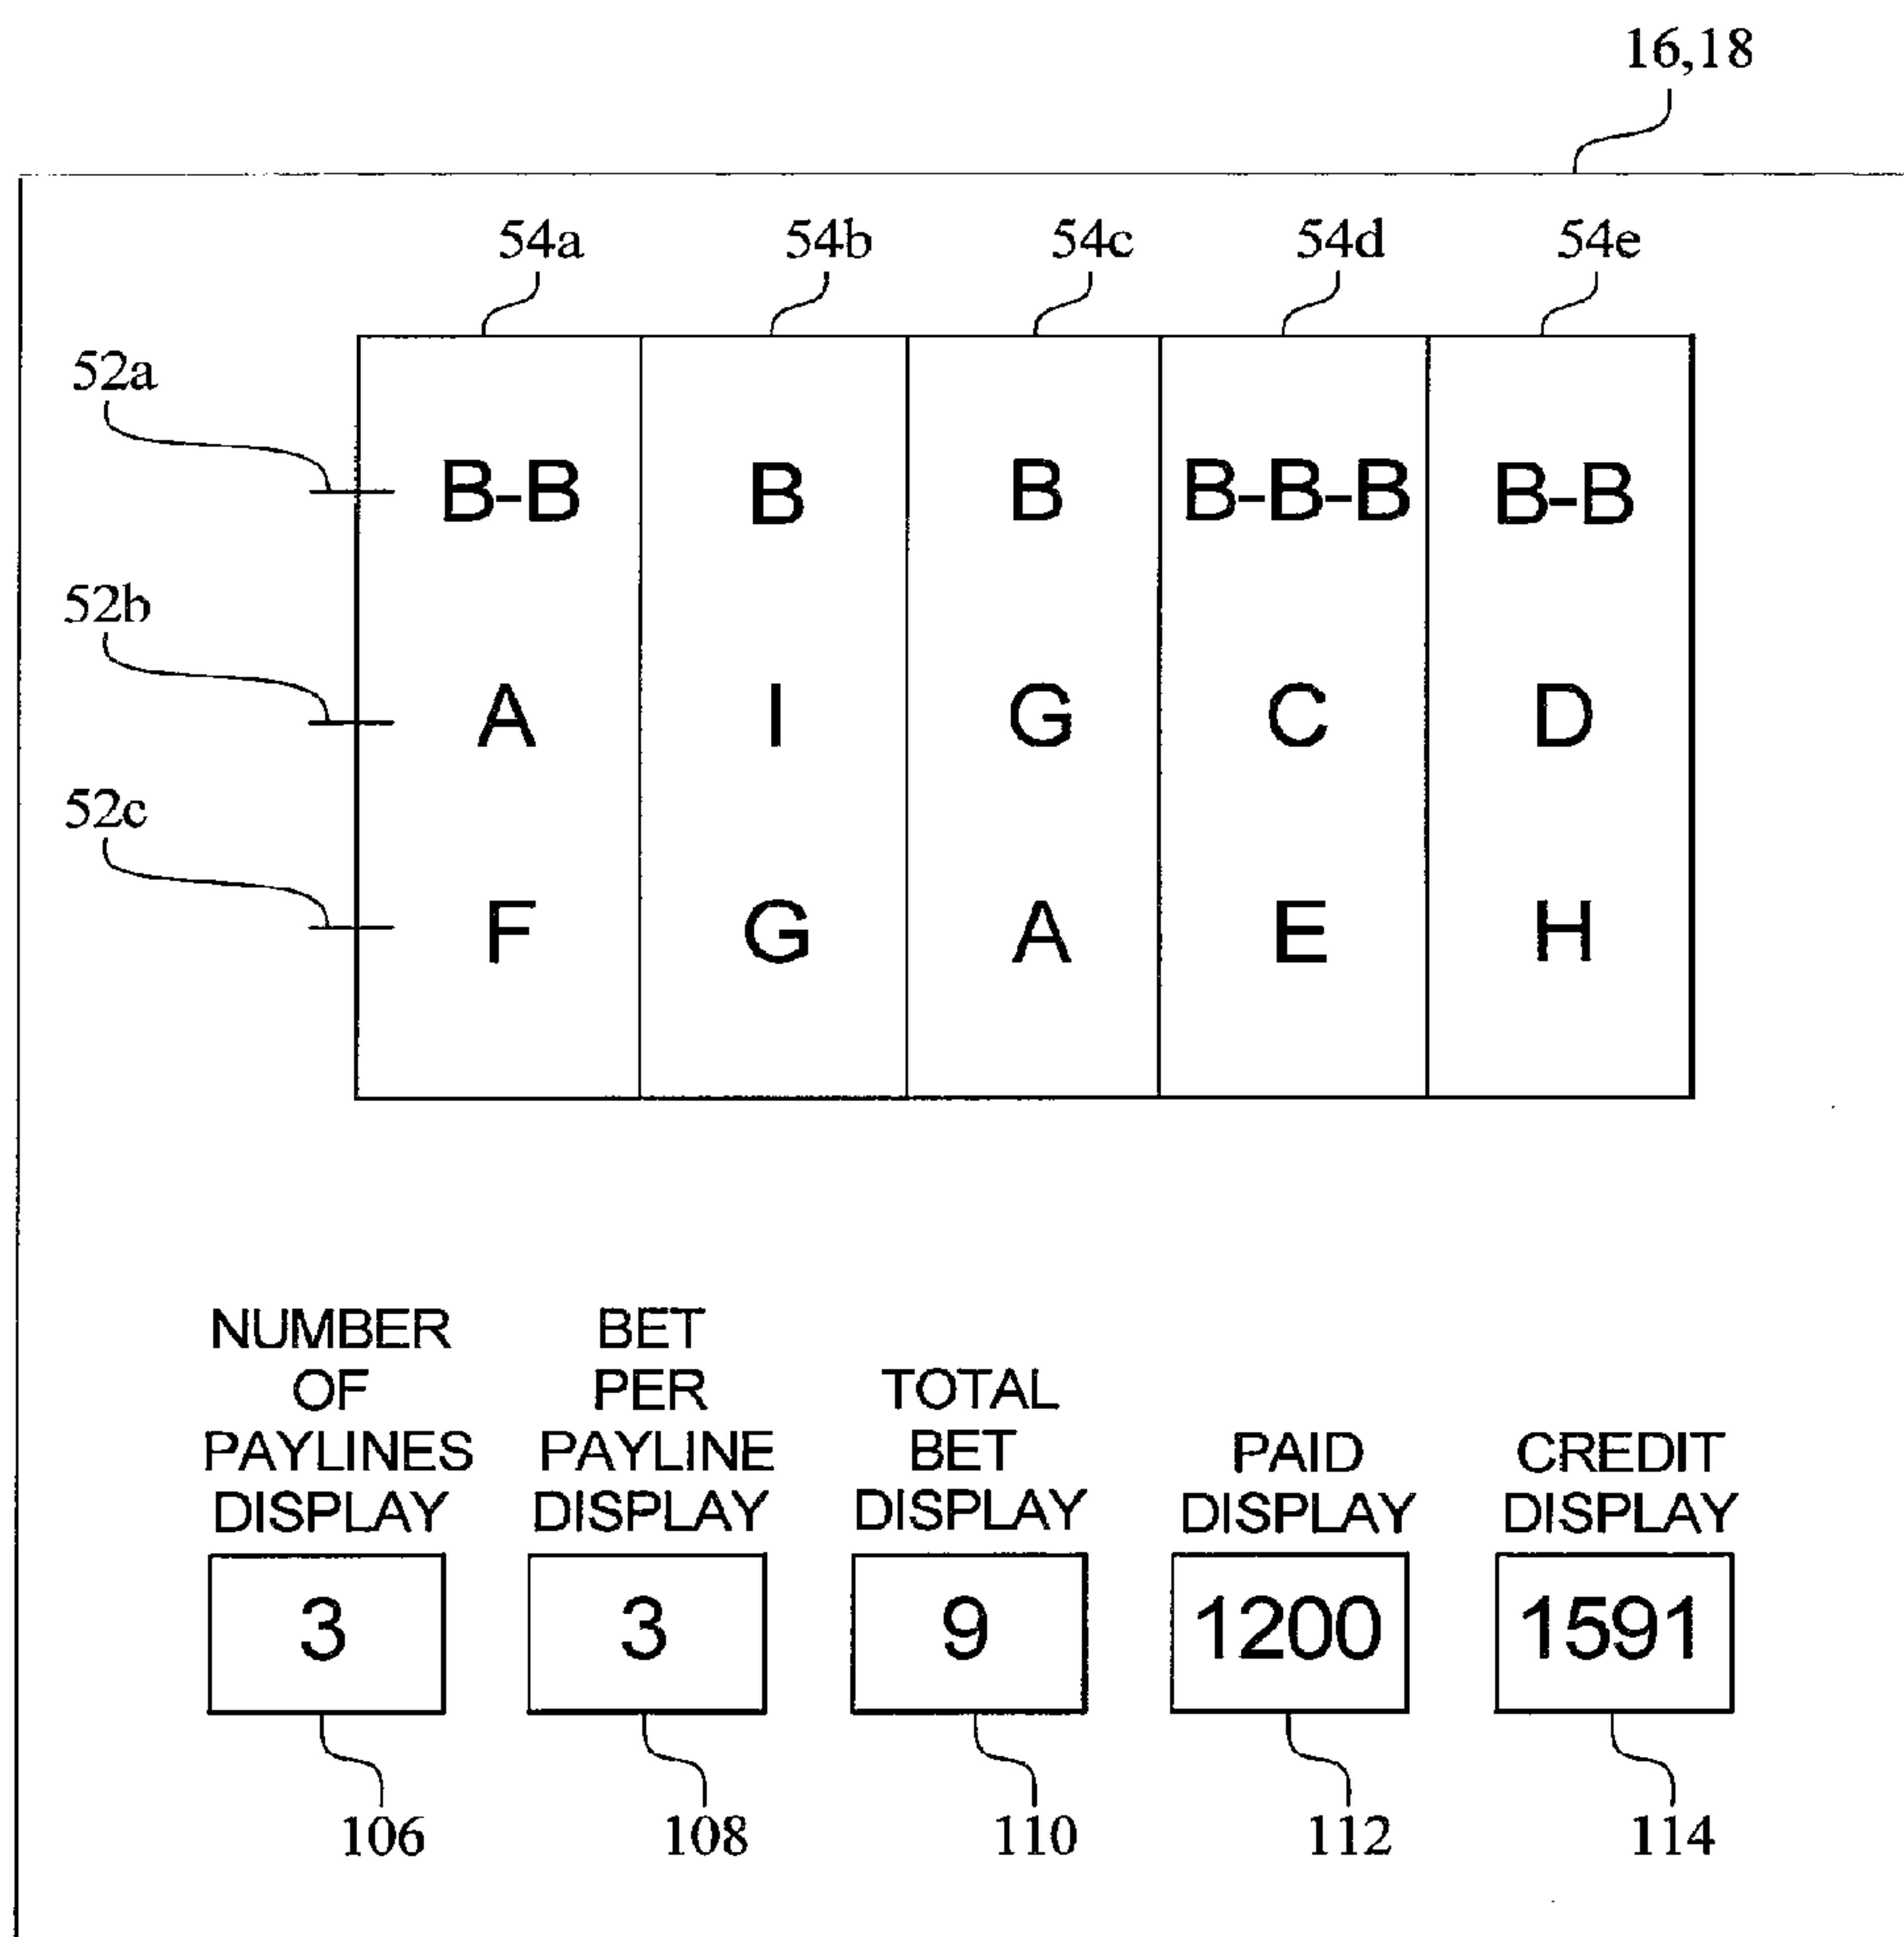 16,18
54a 54b 54c 54d 54e
52a
B-B B B B-B-B B-B
52b
A I G C D
52c
F G A E H
NUMBER BET
OF PER TOTAL
PAYLINES PAYLINE BET PAID CREDIT
DISPLAY DISPLAY DISPLAY DISPLAY DISPLAY
3 3 9 1200 1591
106 108 110 112 114